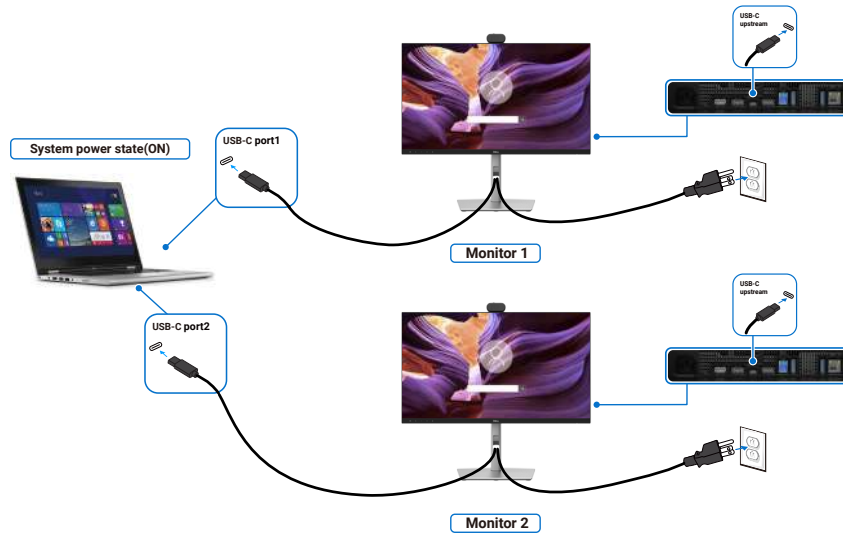 USB-C
upstream
USB-C port1
System power state(ON)
Monitor 1
USB-C
upstream
USB-C port2
Monitor 2